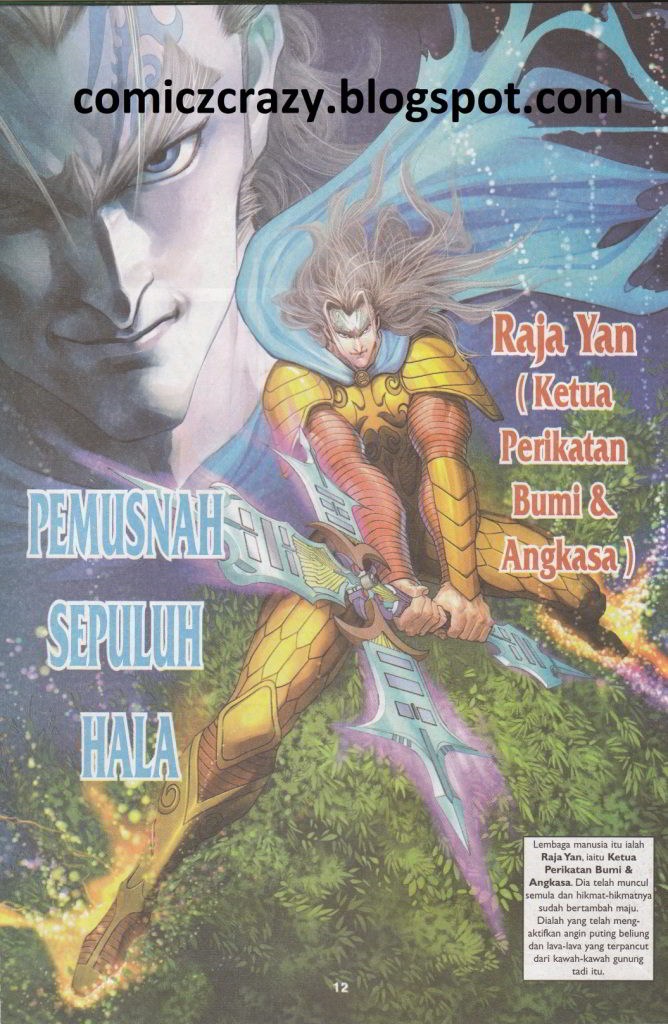 comiczcrazy.blogspot.com
Raja Yan
( Ketua
Perikatan
Bumi &
Angkasa )
PEMUSNAH
SEPULUH
HALA
Lembaga manusia itu ialah
Raja Yan, iaitu Ketua
Perikatan Bumi &
Angkasa. Dia telah muncul
semula dan hikmat-hikmatnya
sudah bertambah maju.
Dialah yang telah meng-
aktifkan angin puting beliung
dan lava-lava yang terpancut
dari kawah-kawah gunung
tadi itu.
12